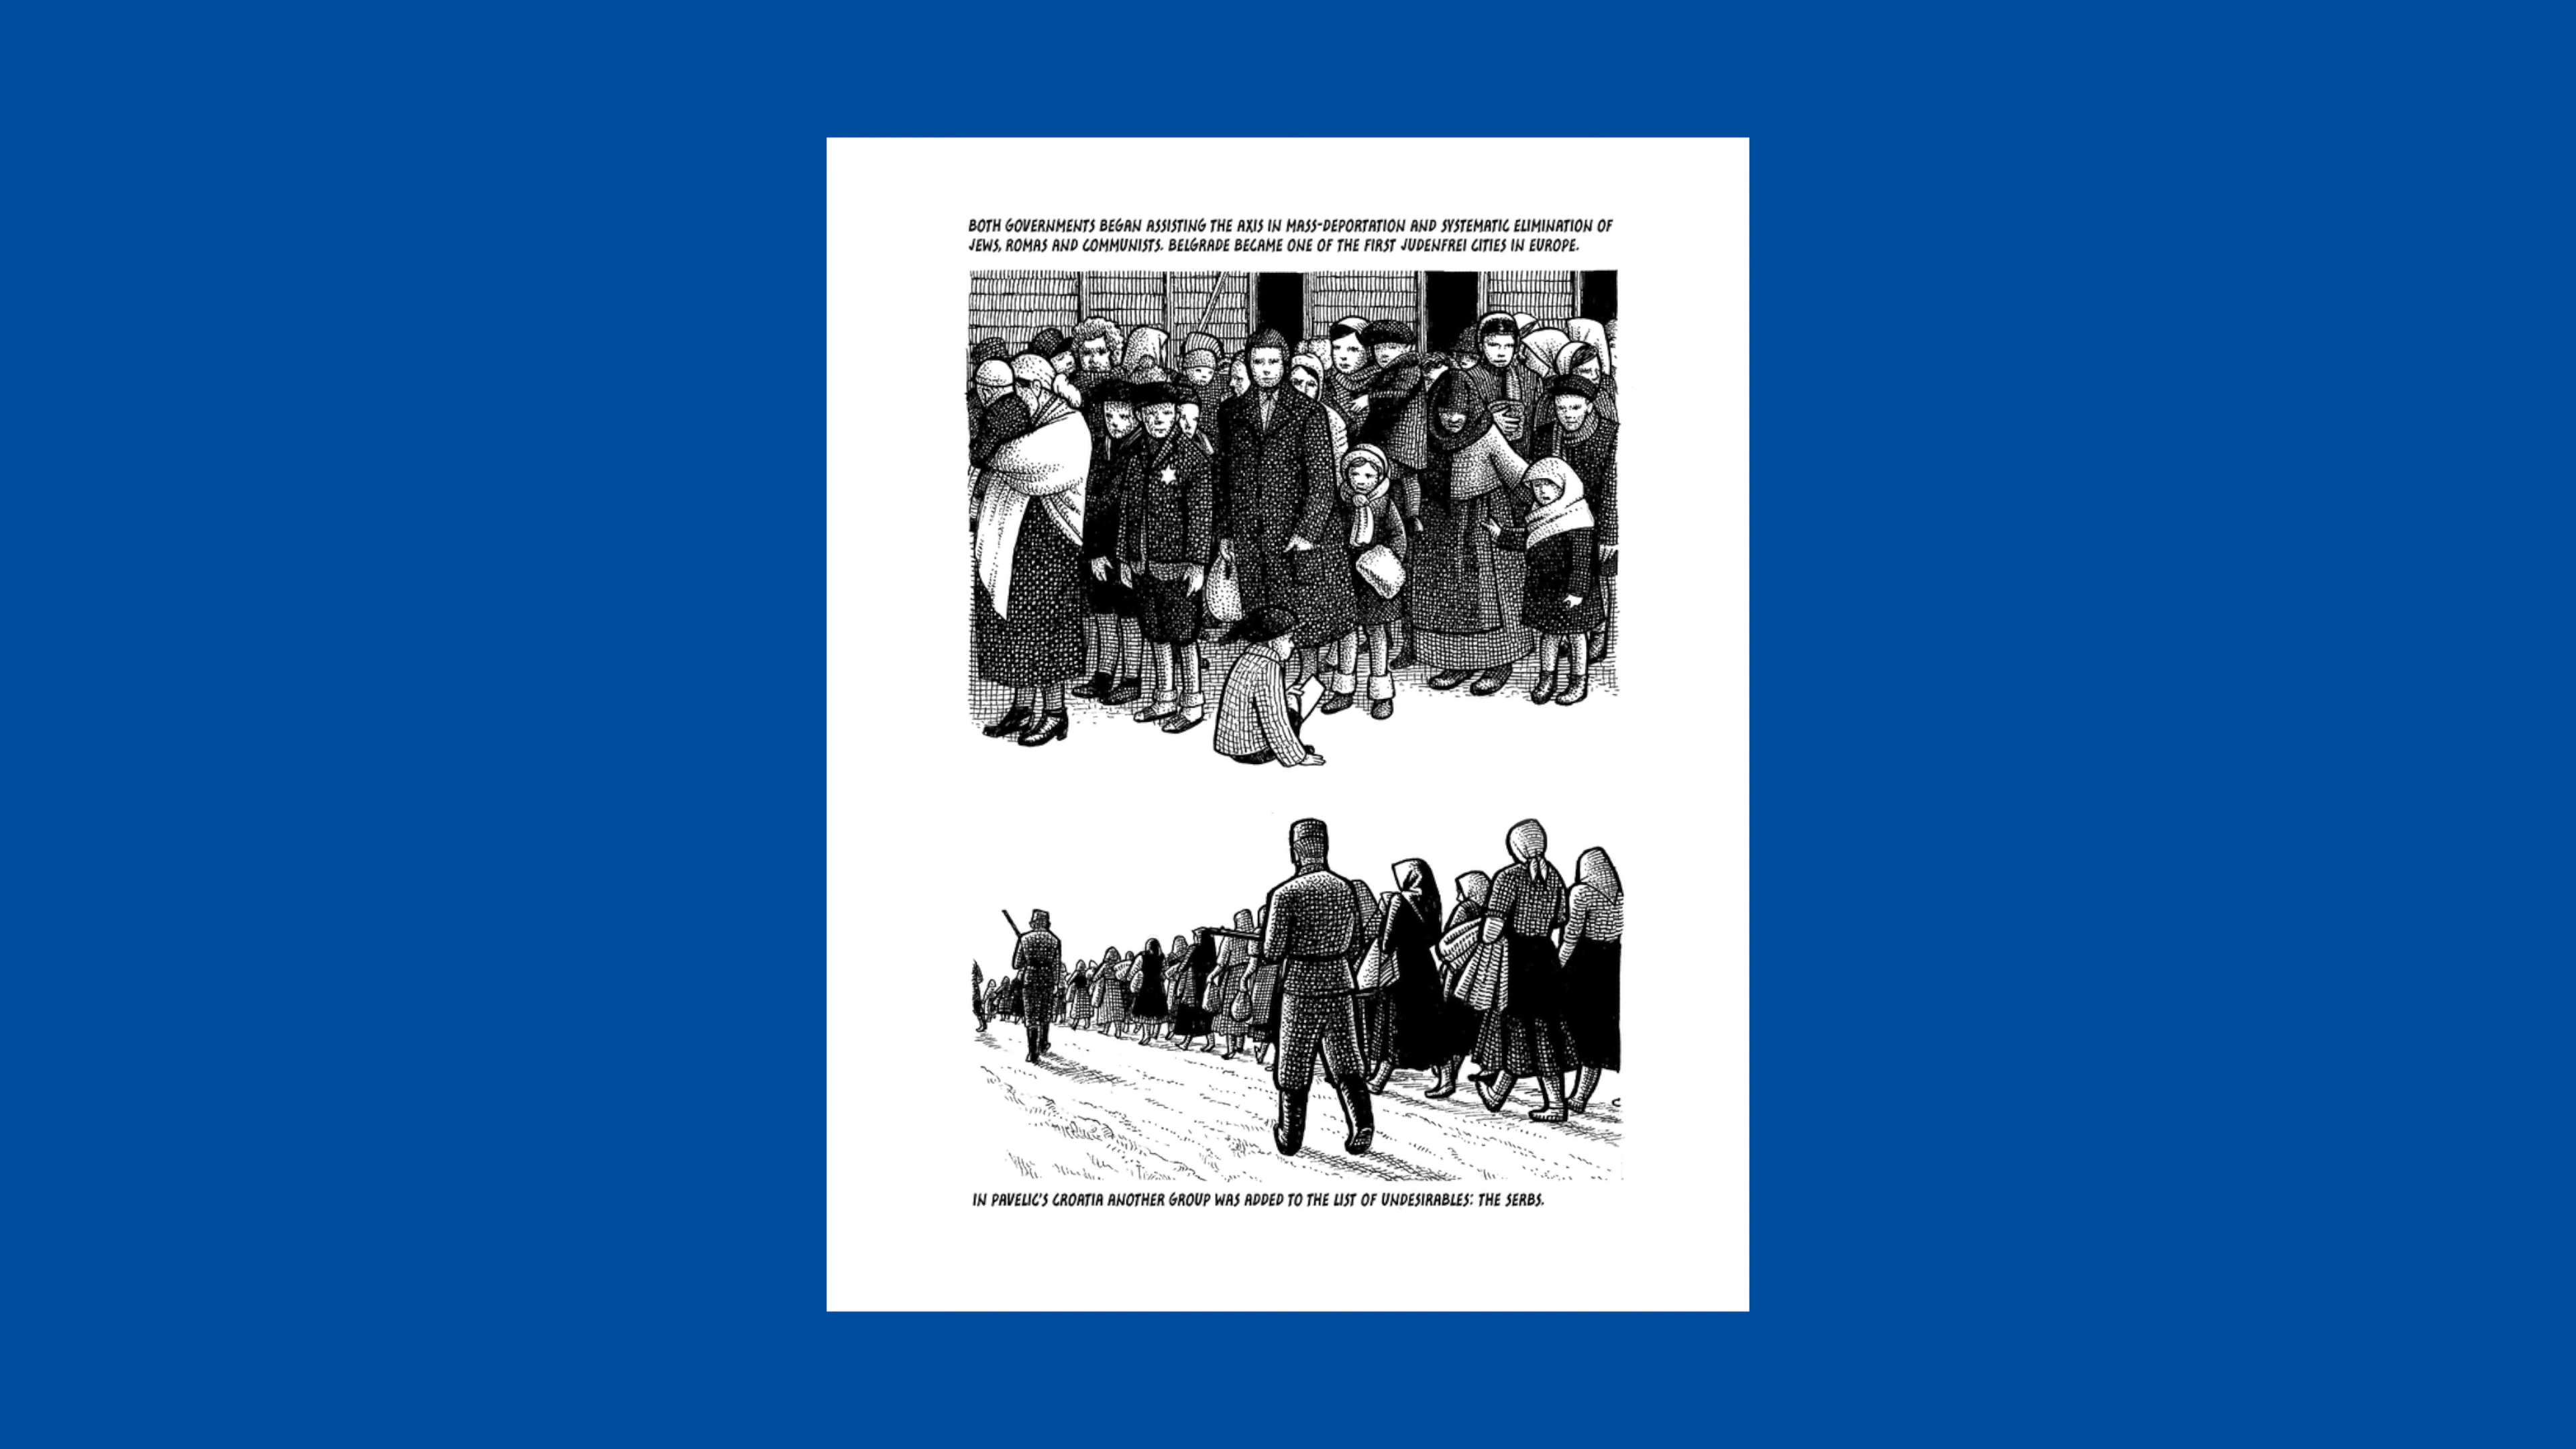 BOTH GOVERNMENTS BEGAN ASSISTING THE AXIS IN MASS-DEPORTATION AND SYSTEMATIC ELIMINATION OF
JEWS, ROMAS AND COMMUNISTS. BELGRADE BECAME ONE OF THE FIRST JUDENFREI CITIES IN EUROPE.
IN PAVELIC'S CROATIA ANOTHER GROUP WAS ADDED TO THE LIST OF UNDESIRABLES: THE SERBS.